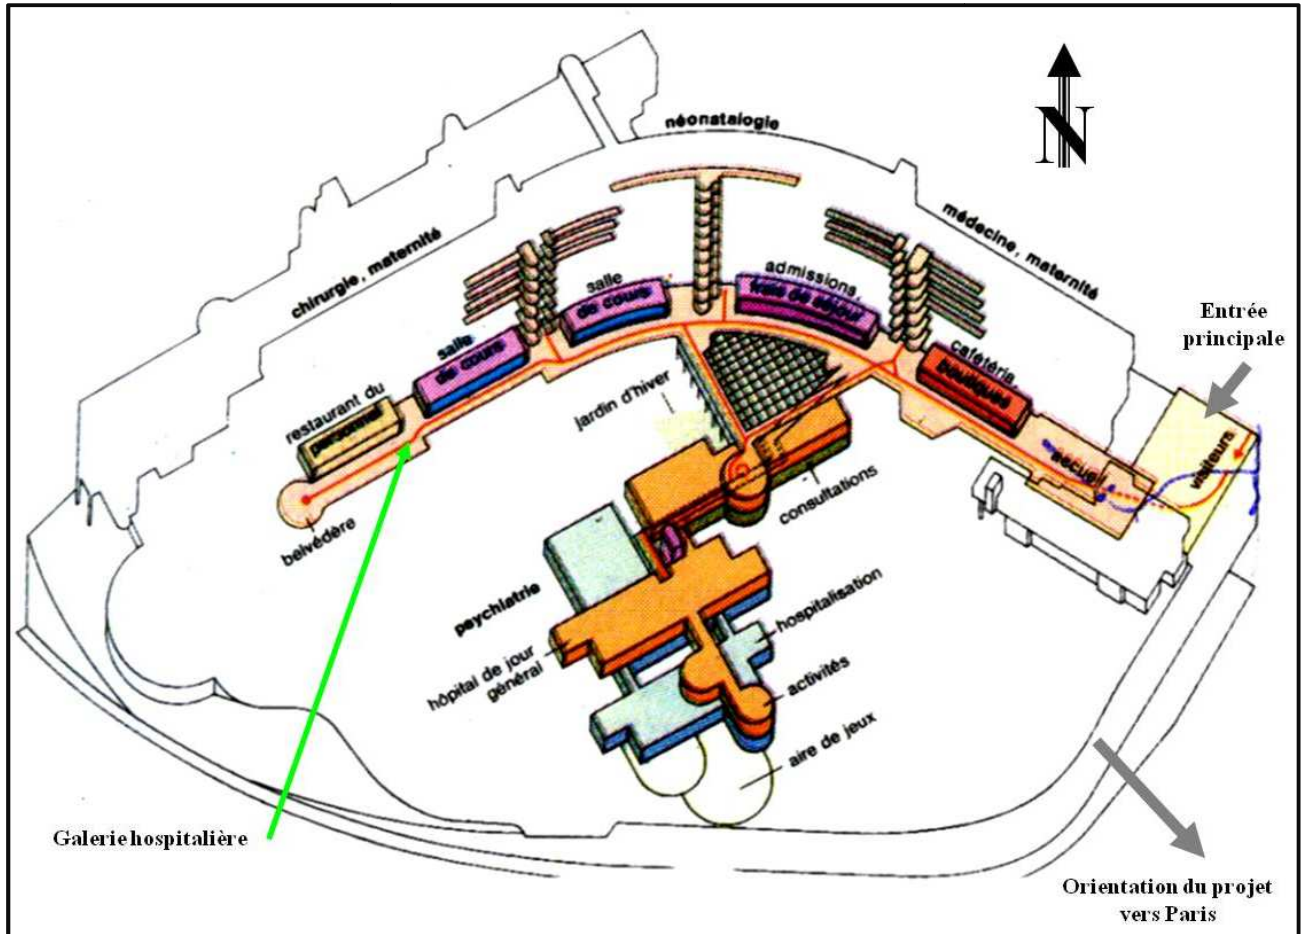 N
néonatalogie
chirurgie, maternité
médecine, maternité
salle
de cours
admissions,
frais de séjour
salle
de cours
Entrée
principale
cafétéria,
boutiques
restaurant du
personnel
jardin d'hiver
accueil
visiteurs
consultations
belvédère
psychiatrie
hospitalisation
hôpital de jour
général
activités
aire de jeux
Galerie hospitalière
Orientation du projet
vers Paris